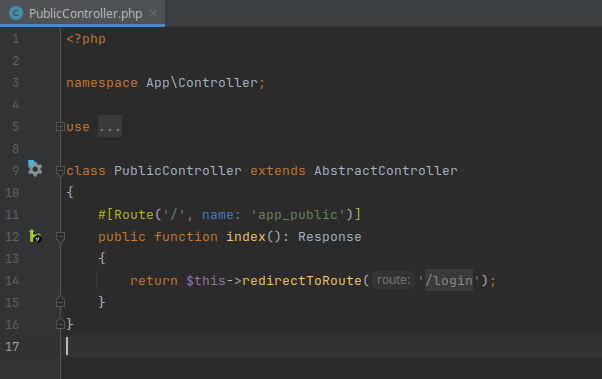 PublicController.php
1 <?php
2
3 namespace App\Controller;
4
5 use ...
8
9 class PublicController extends AbstractController
10 {
11 #[Route('/', name: 'app_public')]
12 public function index(): Response
13 {
14 return $this->redirectToRoute( route: '/login');
15 }
16 }
17